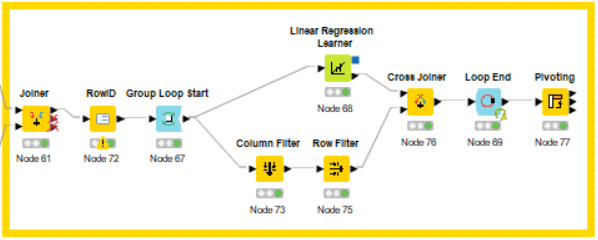 Linear Regression
Learner
Node 68
Joiner
RowID
Group Loop Start
Cross Joiner
Loop End
Pivoting
Node 61
Node 72
Node 67
Node 76
Node 69
Node 77
Column Filter
Row Filter
Node 73
Node 75